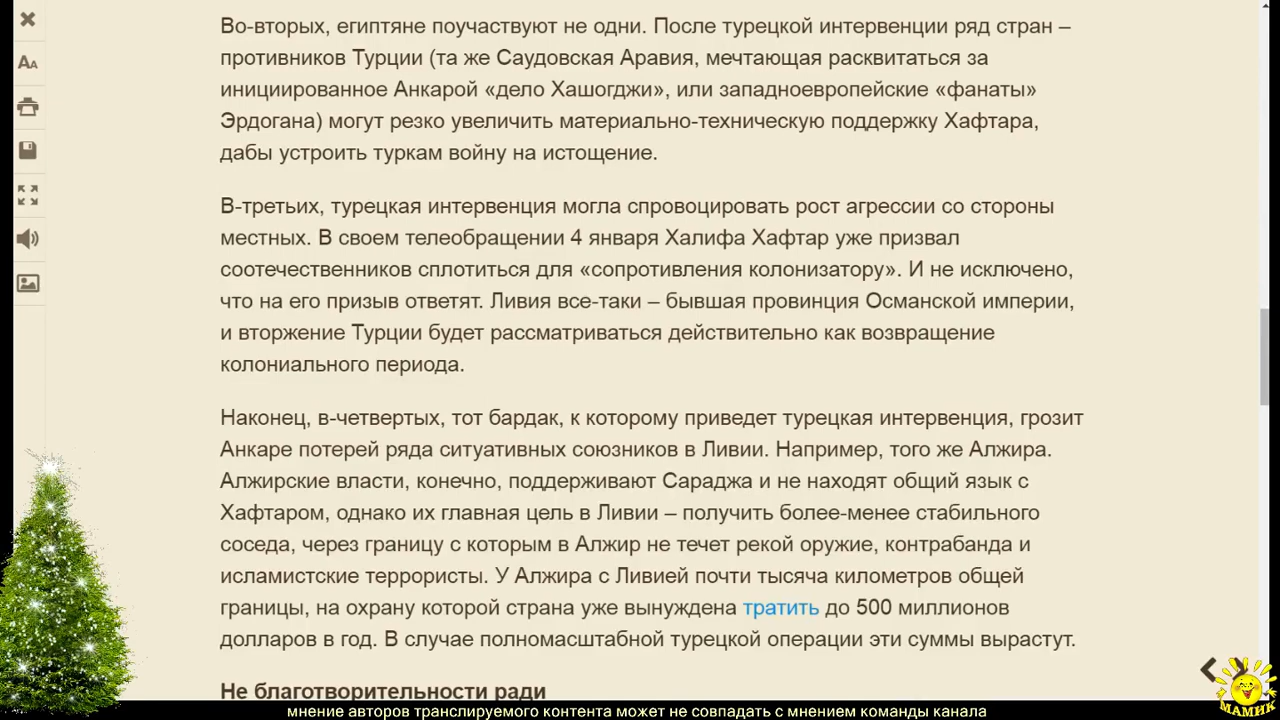 Во-вторых, египтяне поучаствуют не одни. После турецкой интервенции ряд стран –
противников Турции (та же Саудовская Аравия, мечтающая расквитаться за
инициированное Анкарой «дело Хашогджи», или западноевропейские «фанаты»
Эрдогана) могут резко увеличить материально-техническую поддержку Хафтара,
дабы устроить туркам войну на истощение.
В-третьих, турецкая интервенция могла спровоцировать рост агрессии со стороны
местных. В своем телеобращении 4 января Халифа Хафтар уже призвал
соотечественников сплотиться для «сопротивления колонизатору». И не исключено,
что на его призыв ответят. Ливия все-таки – бывшая провинция Османской империи,
и вторжение Турции будет рассматриваться действительно как возвращение
колониального периода.
Наконец, в-четвертых, тот бардак, к которому приведет турецкая интервенция, грозит
Анкаре потерей ряда ситуативных союзников в Ливии. Например, того же Алжира.
Алжирские власти, конечно, поддерживают Сараджа и не находят общий язык с
Хафтаром, однако их главная цель в Ливии – получить более-менее стабильного
соседа, через границу с которым в Алжир не течет рекой оружие, контрабанда и
исламистские террористы. У Алжира с Ливией почти тысяча километров общей
границы, на охрану которой страна уже вынуждена тратить до 500 миллионов
долларов в год. В случае полномасштабной турецкой операции эти суммы вырастут.
Не благотворительности ради
мнение авторов транслируемого контента может не совпадать с мнением команды канала
МАМИК
AA